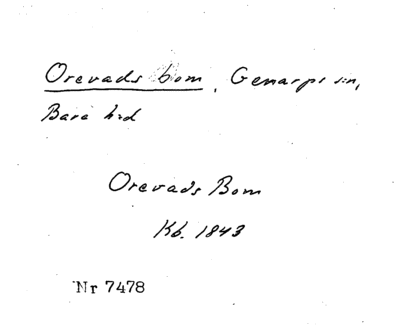 Orevads bom, Genarps sn,
Bara hd
Orevads Bom
Kb. 1843
Nr 7478